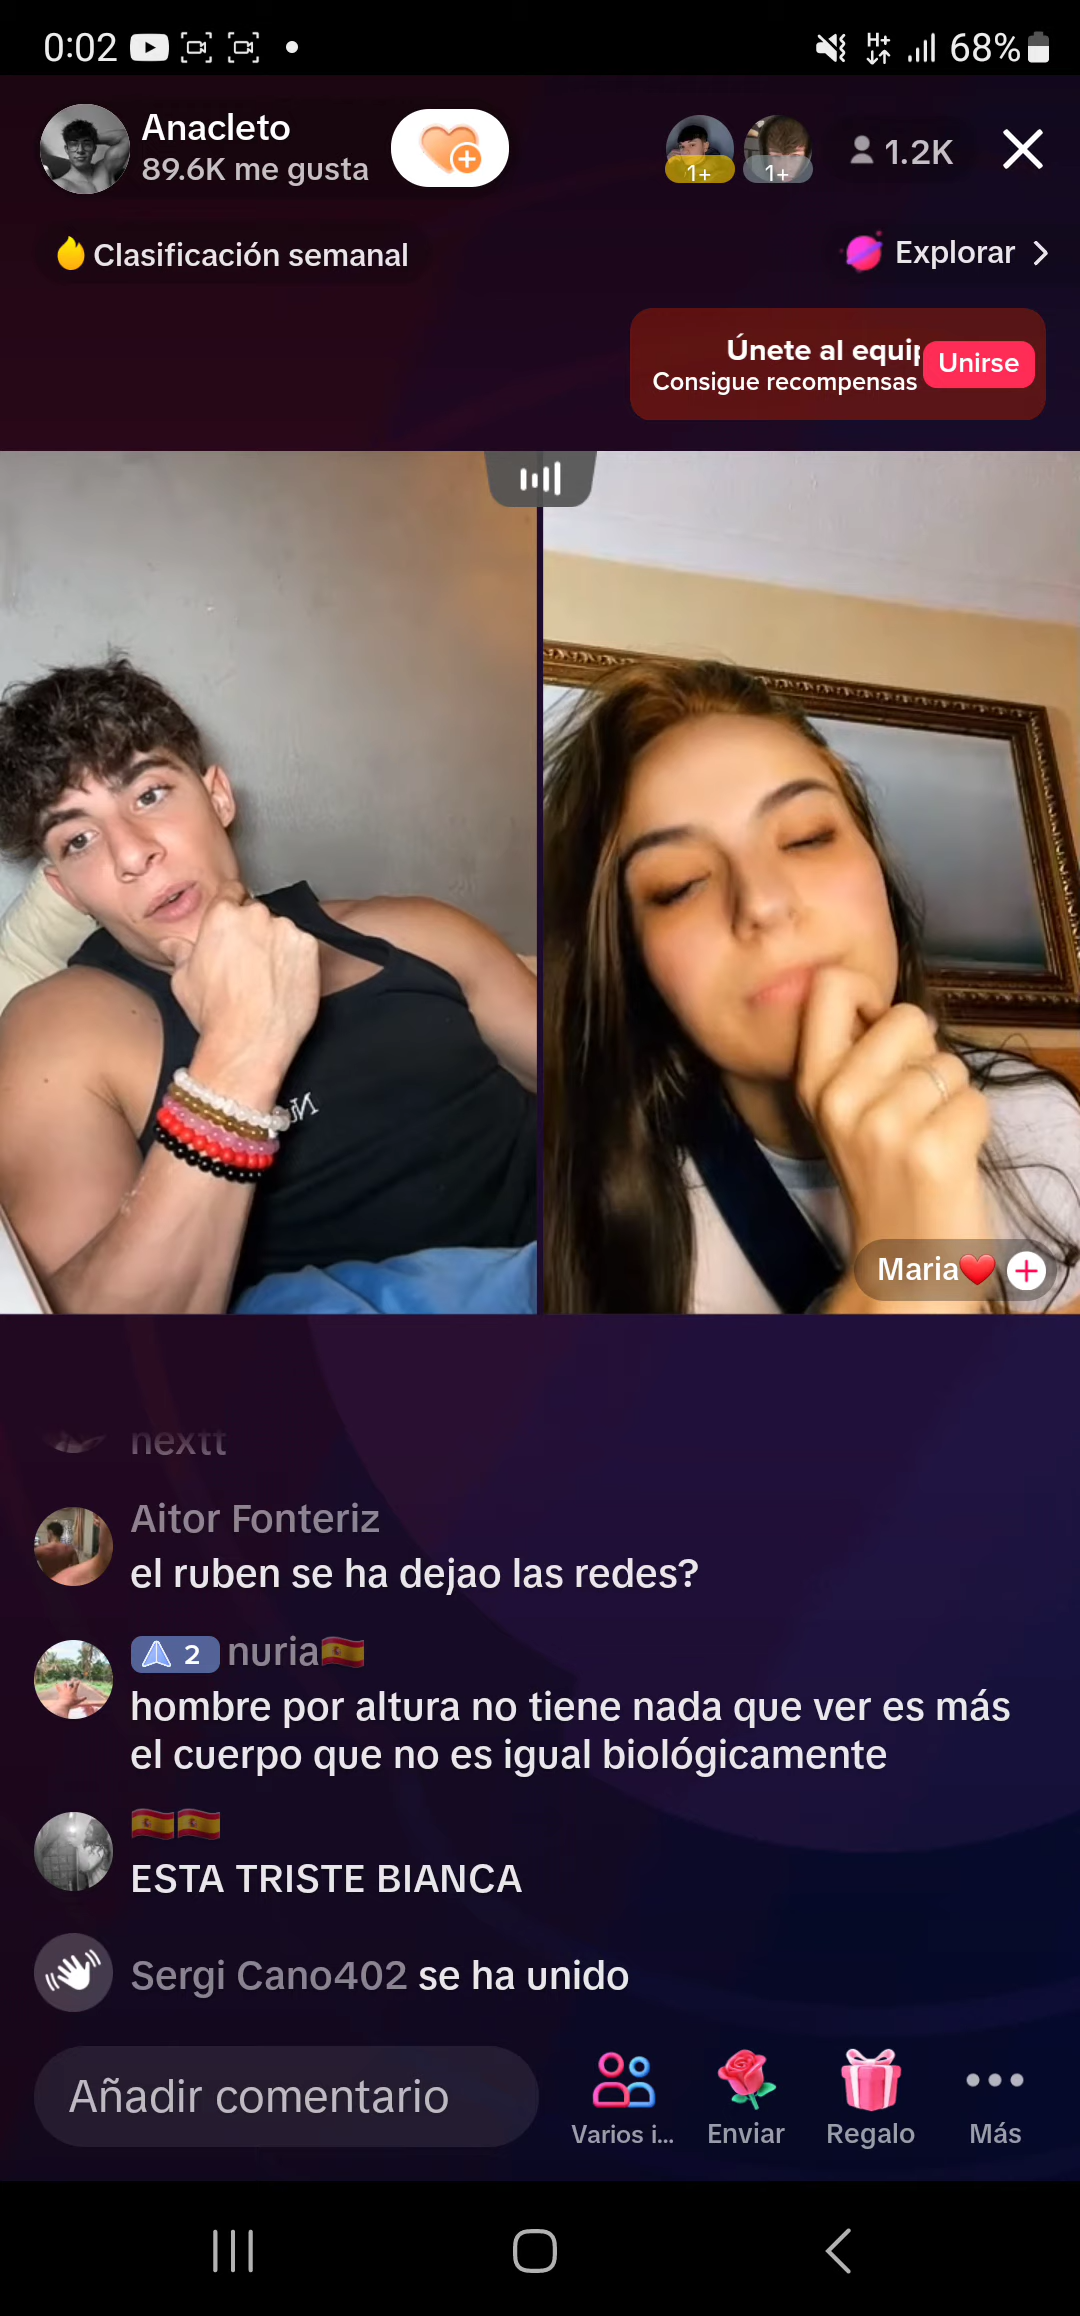 0:02
H+
68%
Anacleto
89.6K me gusta
1+
1+
1.2K
Clasificación semanal
Explorar
Únete al equip
Consigue recompensas
Unirse
Maria❤️
nextt
Aitor Fonteriz
el ruben se ha dejao las redes?
2 nuria🇪🇸
hombre por altura no tiene nada que ver es más
el cuerpo que no es igual biológicamente
🇪🇸🇪🇸
ESTA TRISTE BIANCA
Sergi Cano402 se ha unido
Añadir comentario
Varios i...
Enviar
Regalo
Más